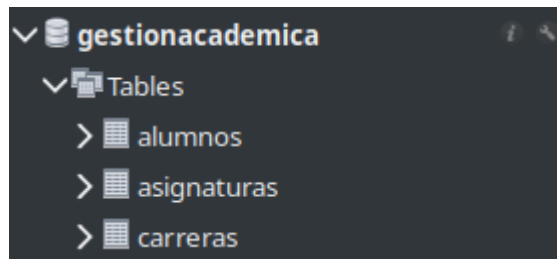 gestionacademica
Tables
alumnos
asignaturas
carreras